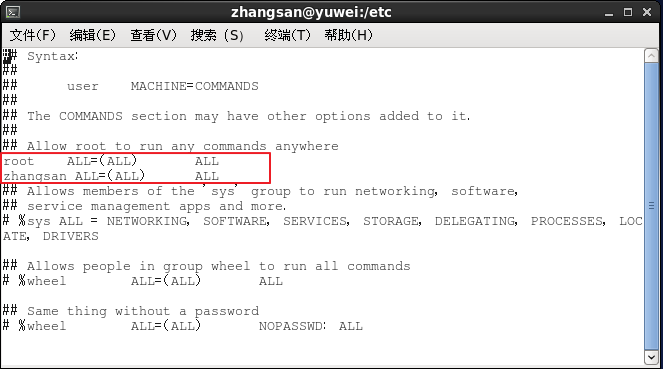 zhangsan@yuwei:/etc
文件(F) 编辑(E) 查看(V) 搜索 (S) 终端(T) 帮助(H)
## Syntax:
##
##      user    MACHINE=COMMANDS
##
## The COMMANDS section may have other options added to it.
##
## Allow root to run any commands anywhere
root    ALL=(ALL)       ALL
zhangsan ALL=(ALL)      ALL
## Allows members of the 'sys' group to run networking, software,
## service management apps and more.
# %sys ALL = NETWORKING, SOFTWARE, SERVICES, STORAGE, DELEGATING, PROCESSES, LOC
ATE, DRIVERS
## Allows people in group wheel to run all commands
# %wheel        ALL=(ALL)       ALL
## Same thing without a password
# %wheel        ALL=(ALL)       NOPASSWD: ALL